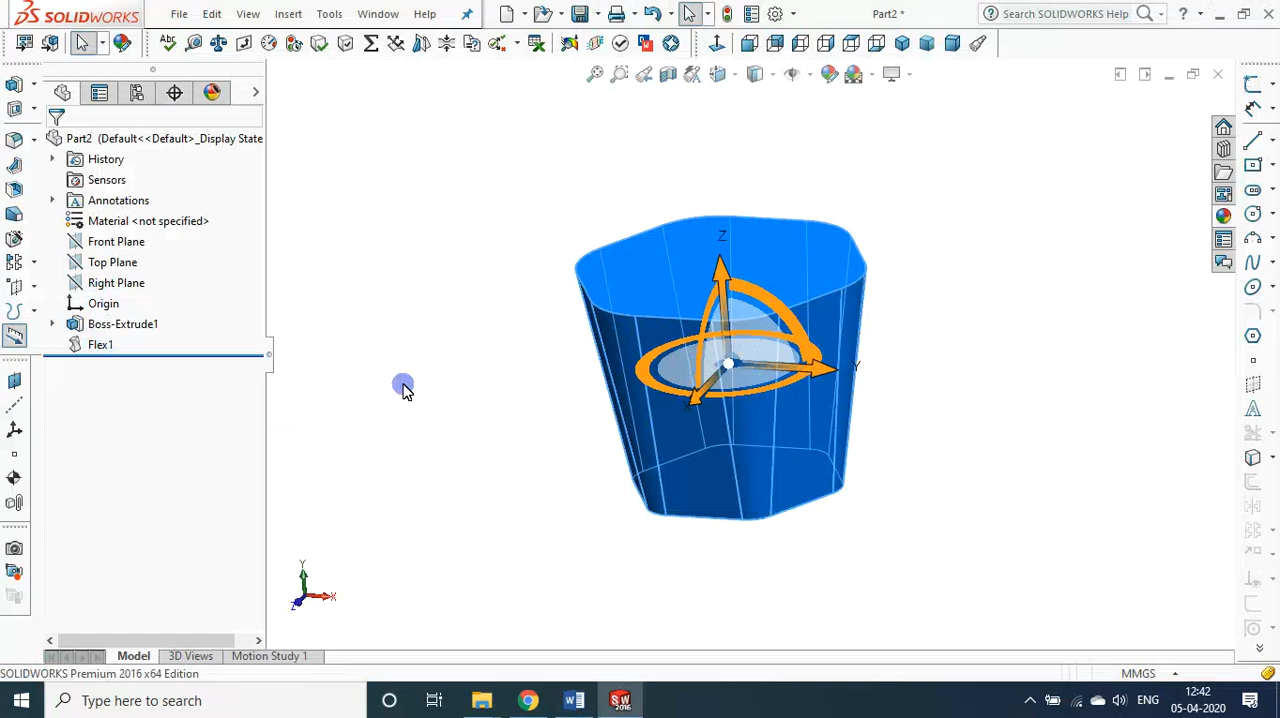 SOLIDWORKS File Edit View Insert Tools Window Help Part2 * Search SOLIDWORKS Help
Part2 (Default<<Default>_Display State
History
Sensors
Annotations
Material <not specified>
Front Plane
Top Plane
Right Plane
Origin
Boss-Extrude1
Flex1
Z
Y
X
Y
X
Z
Model 3D Views Motion Study 1
SOLIDWORKS Premium 2016 x64 Edition MMGS
Type here to search ENG 12:42
05-04-2020